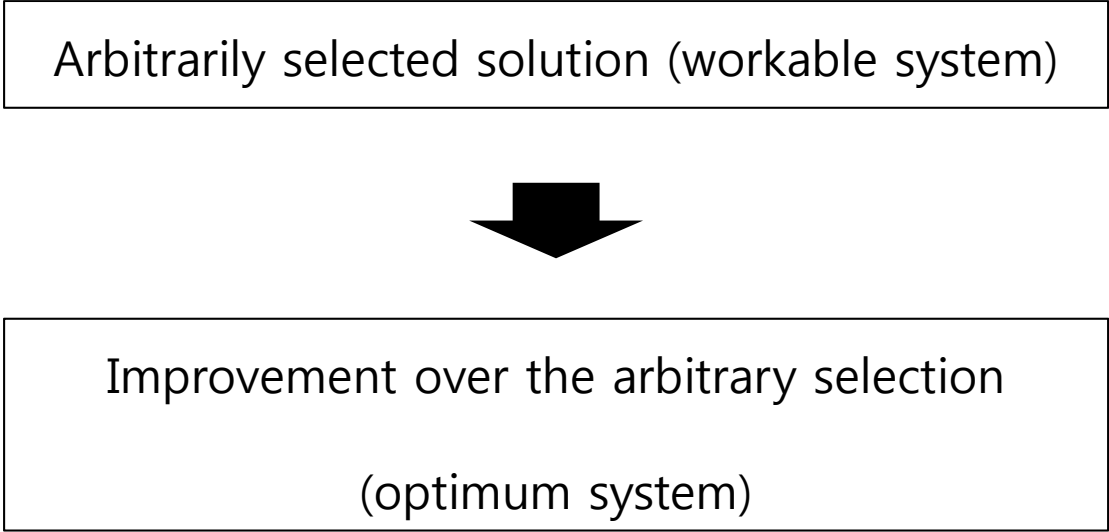 Arbitrarily selected solution (workable system)
Improvement over the arbitrary selection
(optimum system)